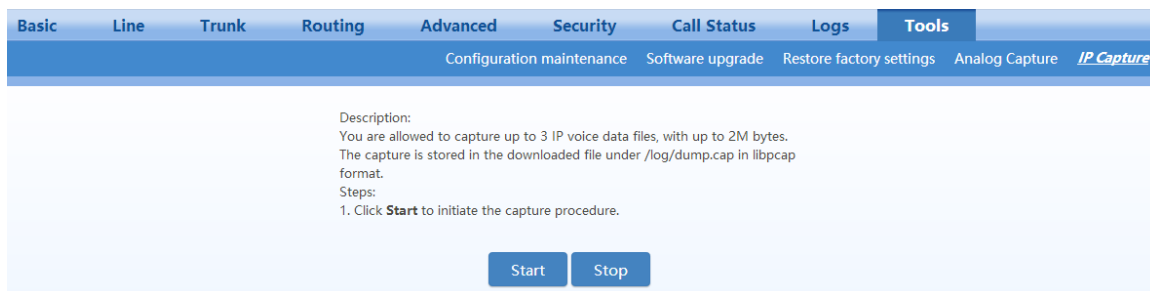 Basic Line Trunk Routing Advanced Security Call Status Logs Tools
Configuration maintenance Software upgrade Restore factory settings Analog Capture IP Capture
Description:
You are allowed to capture up to 3 IP voice data files, with up to 2M bytes.
The capture is stored in the downloaded file under /log/dump.cap in libpcap
format.
Steps:
1. Click Start to initiate the capture procedure.
Start Stop